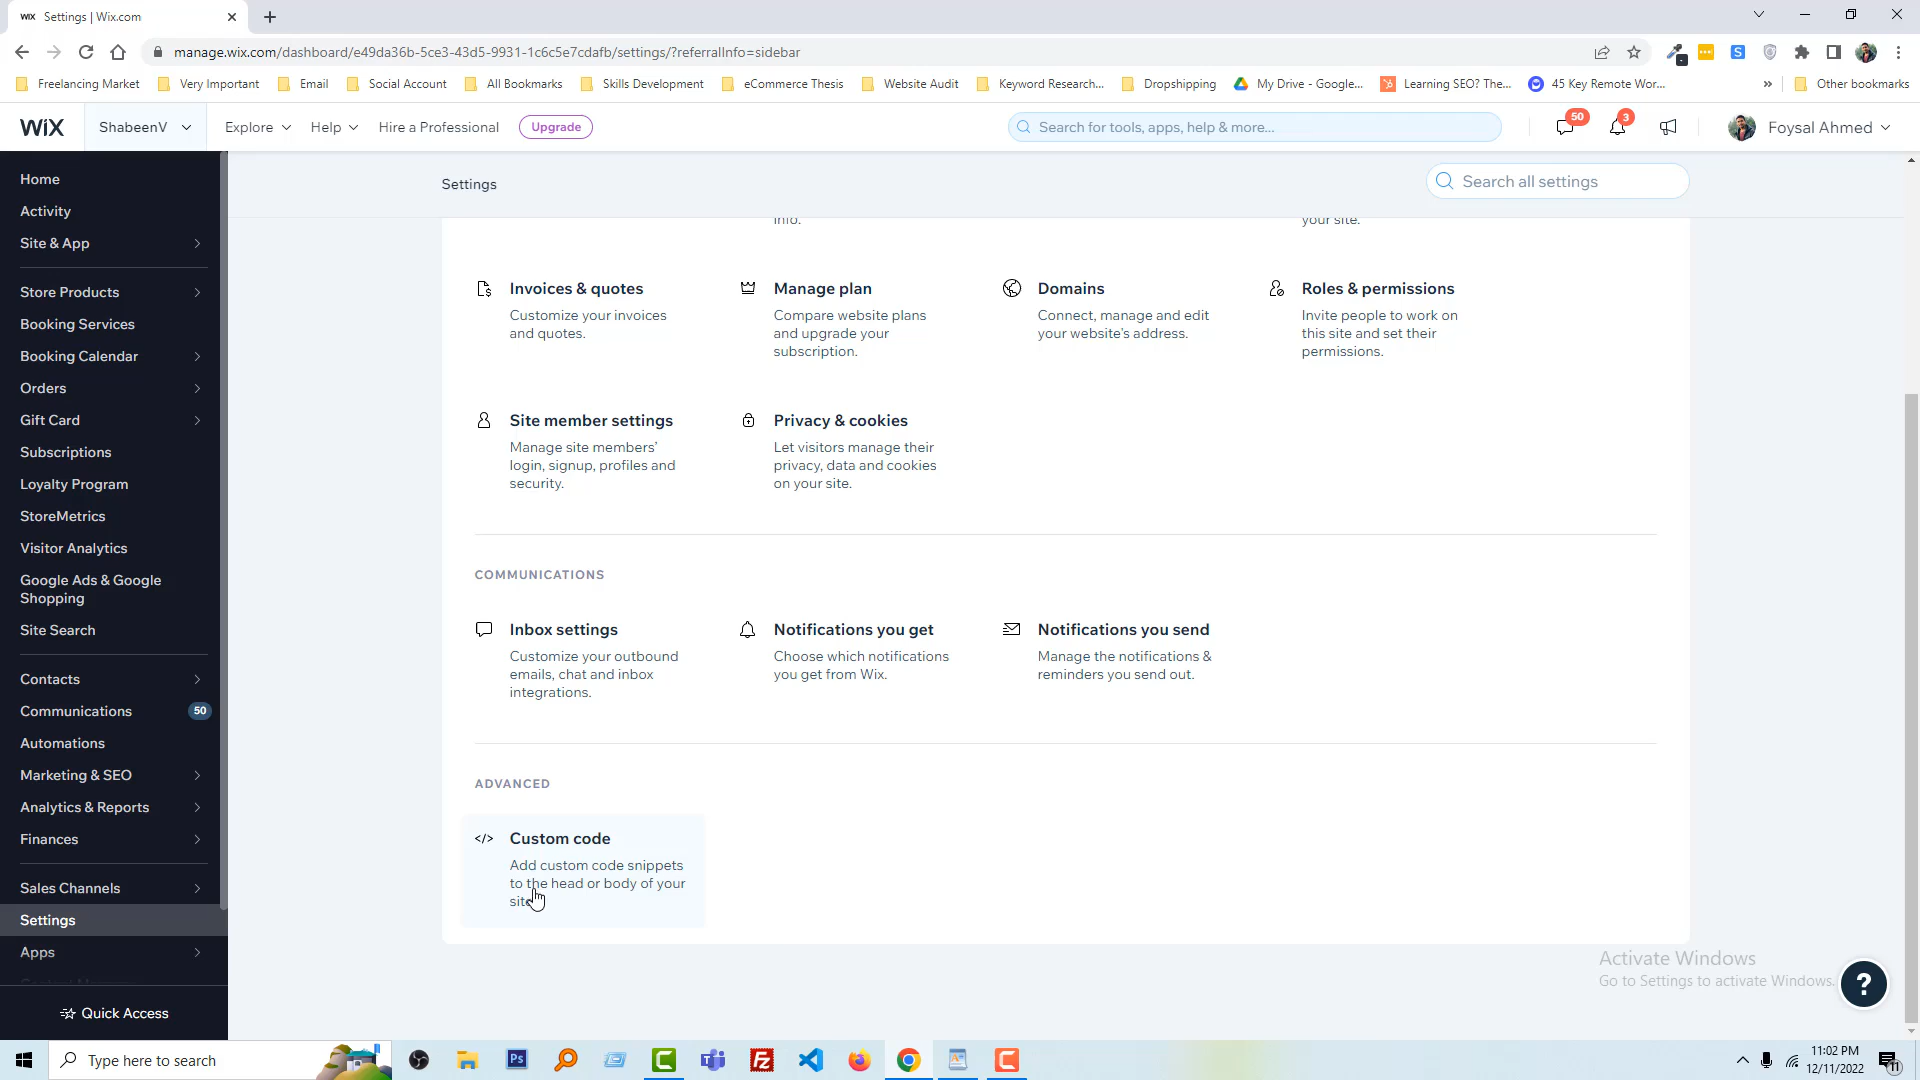 WIX Settings | Wix.com
manage.wix.com/dashboard/e49da36b-5ce3-43d5-9931-1c6c5e7cdafb/settings/?referralInfo=sidebar
Freelancing Market Very Important Email Social Account All Bookmarks Skills Development eCommerce Thesis Website Audit Keyword Research... Dropshipping My Drive - Google... Learning SEO? The... 45 Key Remote Wor... » Other bookmarks
WIX ShabeenV Explore Help Hire a Professional Upgrade Search for tools, apps, help & more... 50 3 Foysal Ahmed
Home
Activity
Site & App
Store Products
Booking Services
Booking Calendar
Orders
Gift Card
Subscriptions
Loyalty Program
StoreMetrics
Visitor Analytics
Google Ads & Google
Shopping
Site Search
Contacts
Communications 50
Automations
Marketing & SEO
Analytics & Reports
Finances
Sales Channels
Settings
Apps
Quick Access
Settings
Search all settings
info.
your site.
Invoices & quotes
Customize your invoices
and quotes.
Manage plan
Compare website plans
and upgrade your
subscription.
Domains
Connect, manage and edit
your website's address.
Roles & permissions
Invite people to work on
this site and set their
permissions.
Site member settings
Manage site members'
login, signup, profiles and
security.
Privacy & cookies
Let visitors manage their
privacy, data and cookies
on your site.
COMMUNICATIONS
Inbox settings
Customize your outbound
emails, chat and inbox
integrations.
Notifications you get
Choose which notifications
you get from Wix.
Notifications you send
Manage the notifications &
reminders you send out.
ADVANCED
</> Custom code
Add custom code snippets
to the head or body of your
Activate Windows
Go to Settings to activate Windows.
?
Type here to search
Ps
11:02 PM
12/11/2022
11